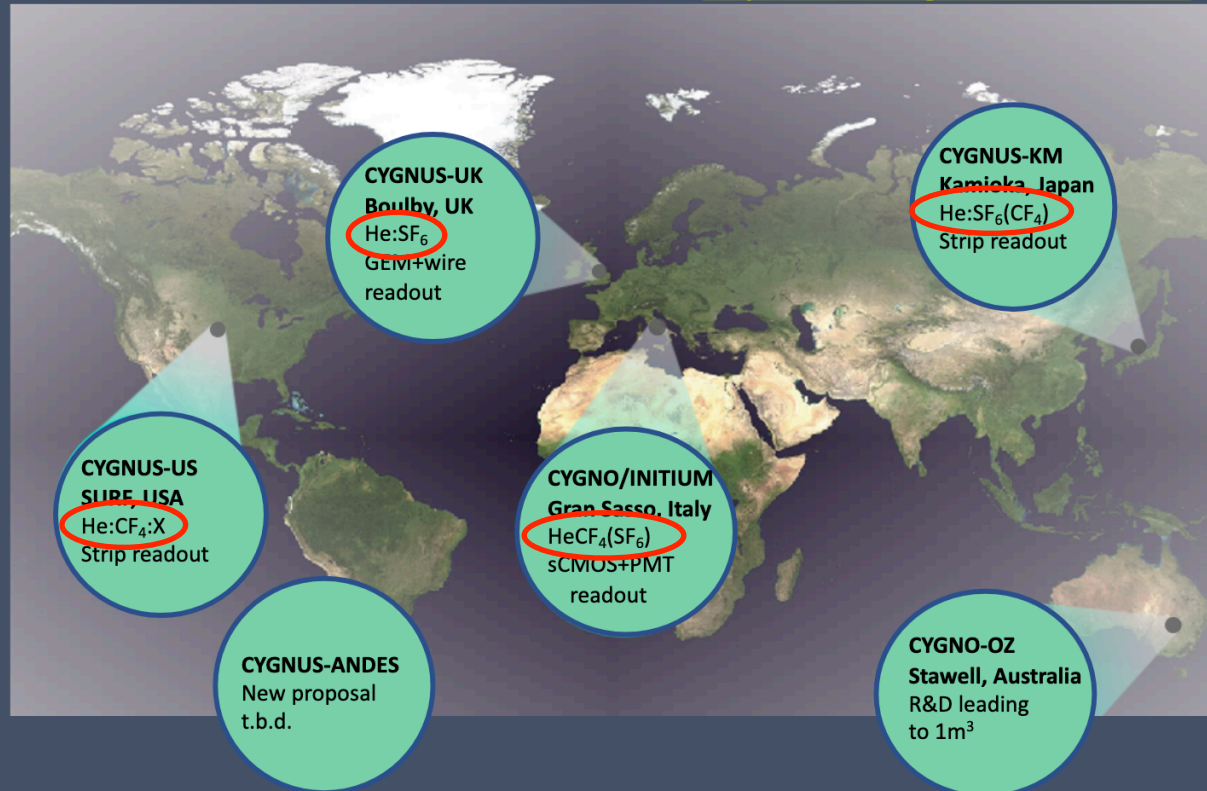 CYGNUS-UK
Boulby, UK
He:SF₆
GEM+wire
readout
CYGNUS-KM
Kamioka, Japan
He:SF₆(CF₄)
Strip readout
CYGNUS-US
SURF, USA
He:CF₄:X
Strip readout
CYGNO/INITIUM
Gran Sasso, Italy
HeCF₄(SF₆)
sCMOS+PMT
readout
CYGNUS-ANDES
New proposal
t.b.d.
CYGNO-OZ
Stawell, Australia
R&D leading
to 1m³